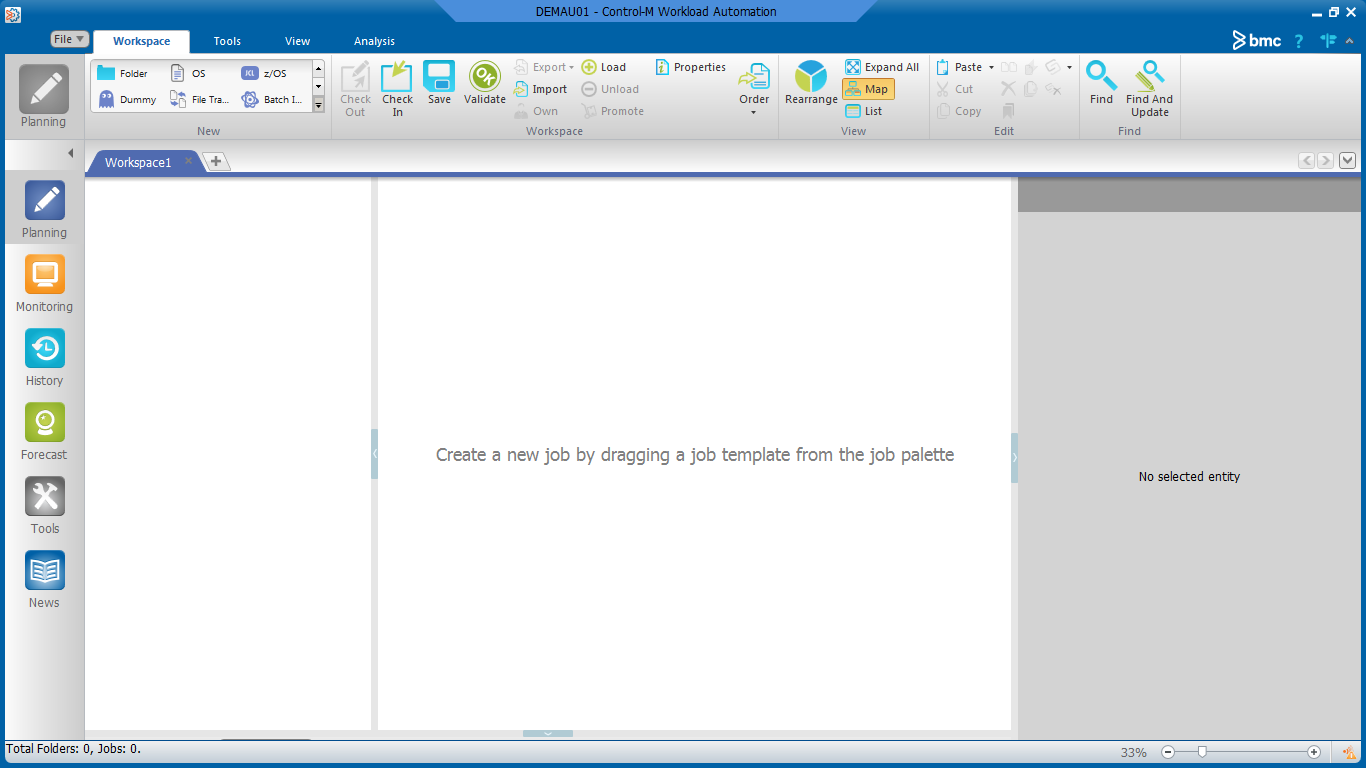 DEMAU01 - Control-M Workload Automation
File
Workspace
Tools
View
Analysis
bmc
?
Planning
Folder
OS
KL
z/OS
Dummy
File Tra...
Batch I...
New
Check Out
Check In
Save
OK
Validate
Export
Import
Own
Load
Unload
Promote
Properties
Order
Workspace
Rearrange
Expand All
Map
List
View
Paste
Cut
Copy
Edit
Find
Find And Update
Find
Workspace1
Planning
Monitoring
History
Forecast
Tools
News
Create a new job by dragging a job template from the job palette
No selected entity
Total Folders: 0, Jobs: 0.
33%